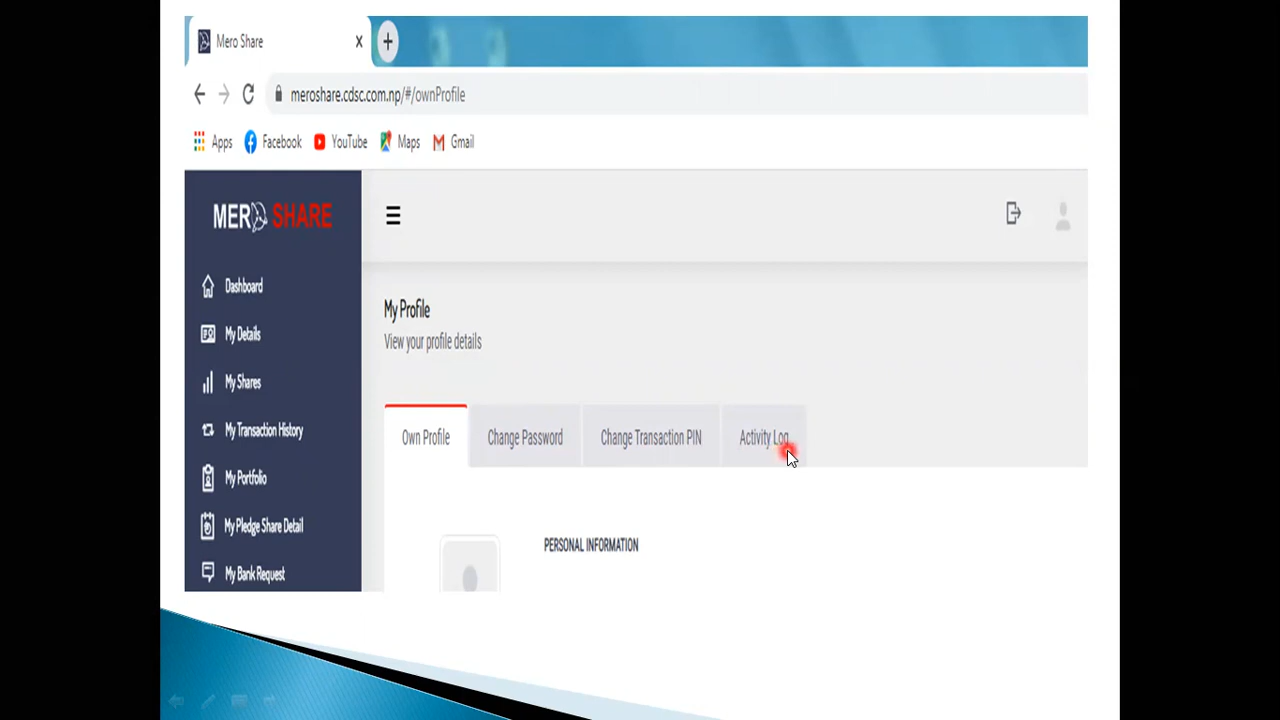 Mero Share
meroshare.cdsc.com.np/#/ownProfile
Apps Facebook YouTube Maps Gmail
MERO SHARE
Dashboard
My Details
My Shares
My Transaction History
My Portfolio
My Pledge Share Detail
My Bank Request
My Profile
View your profile details
Own Profile Change Password Change Transaction PIN Activity Log
PERSONAL INFORMATION